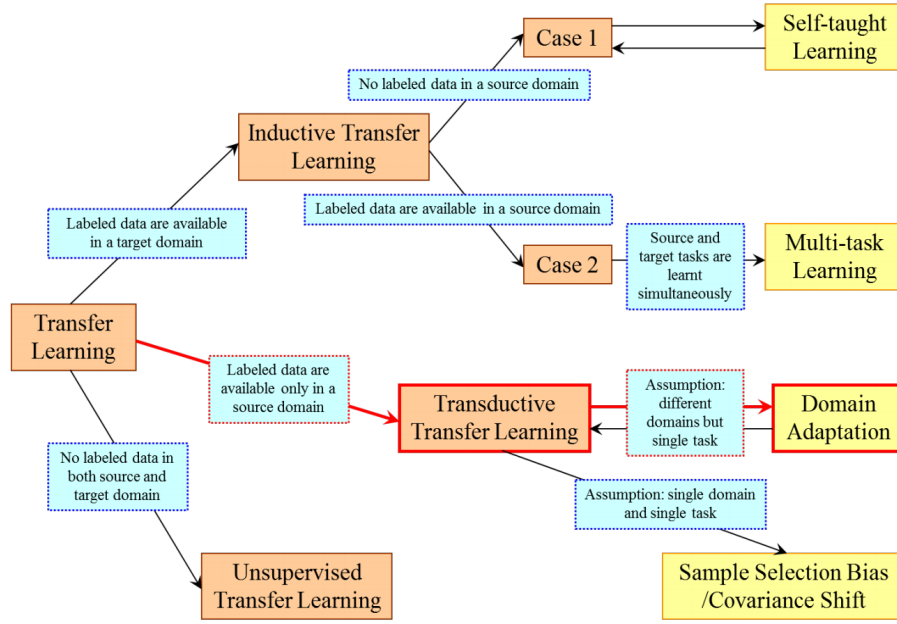 Self-taught
Learning
Case 1
No labeled data in a source domain
Inductive Transfer
Learning
Labeled data are available
in a target domain
Labeled data are available in a source domain
Case 2
Source and
target tasks are
learnt
simultaneously
Multi-task
Learning
Transfer
Learning
Labeled data are
available only in a
source domain
Transductive
Transfer Learning
Assumption:
different
domains but
single task
Domain
Adaptation
No labeled data in
both source and
target domain
Assumption: single domain
and single task
Unsupervised
Transfer Learning
Sample Selection Bias
/Covariance Shift